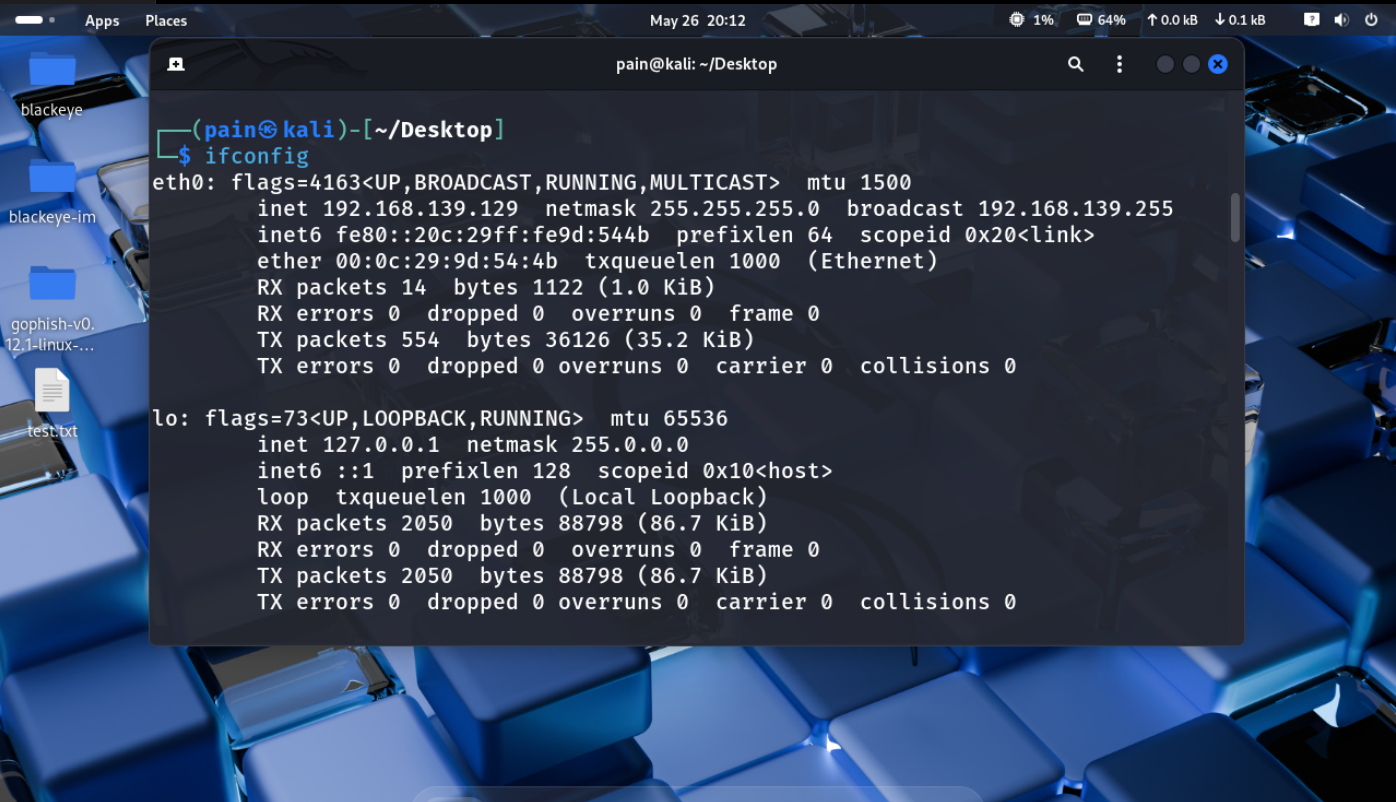 Apps Places May 26 20:12 1% 64% 0.0 kB 0.1 kB
blackeye
blackeye-im
gophish-v0.
12.1-linux-...
test.txt
pain@kali: ~/Desktop
┌──(pain㉿kali)-[~/Desktop]
└─$ ifconfig
eth0: flags=4163<UP,BROADCAST,RUNNING,MULTICAST>  mtu 1500
        inet 192.168.139.129  netmask 255.255.255.0  broadcast 192.168.139.255
        inet6 fe80::20c:29ff:fe9d:544b  prefixlen 64  scopeid 0x20<link>
        ether 00:0c:29:9d:54:4b  txqueuelen 1000  (Ethernet)
        RX packets 14  bytes 1122 (1.0 KiB)
        RX errors 0  dropped 0  overruns 0  frame 0
        TX packets 554  bytes 36126 (35.2 KiB)
        TX errors 0  dropped 0 overruns 0  carrier 0  collisions 0

lo: flags=73<UP,LOOPBACK,RUNNING>  mtu 65536
        inet 127.0.0.1  netmask 255.0.0.0
        inet6 ::1  prefixlen 128  scopeid 0x10<host>
        loop  txqueuelen 1000  (Local Loopback)
        RX packets 2050  bytes 88798 (86.7 KiB)
        RX errors 0  dropped 0  overruns 0  frame 0
        TX packets 2050  bytes 88798 (86.7 KiB)
        TX errors 0  dropped 0 overruns 0  carrier 0  collisions 0